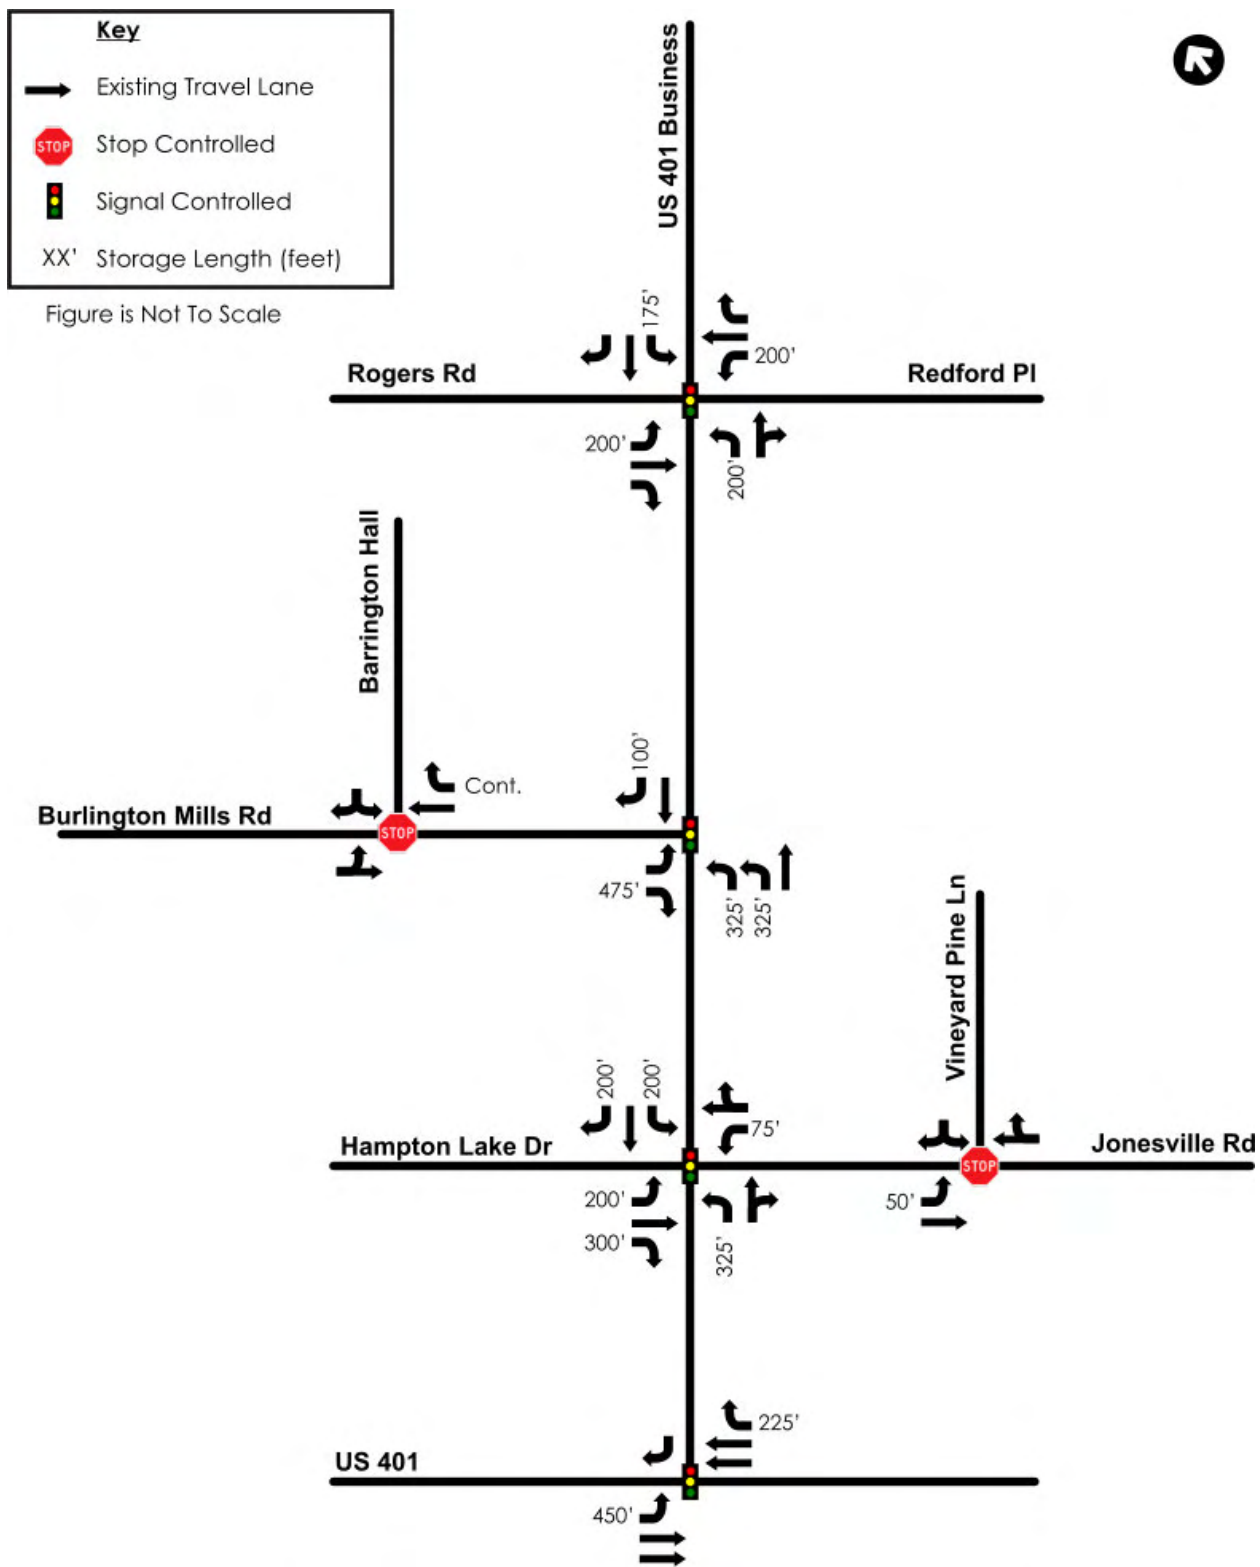 Key
Existing Travel Lane
STOP
Stop Controlled
Signal Controlled
XX' Storage Length (feet)
Figure is Not To Scale
US 401 Business
175'
200'
Rogers Rd
Redford Pl
200'
200'
Barrington Hall
100'
Cont.
Burlington Mills Rd
STOP
475'
325'
325'
Vineyard Pine Ln
200'
200'
75'
Hampton Lake Dr
STOP
Jonesville Rd
200'
50'
300'
325'
225'
US 401
450'